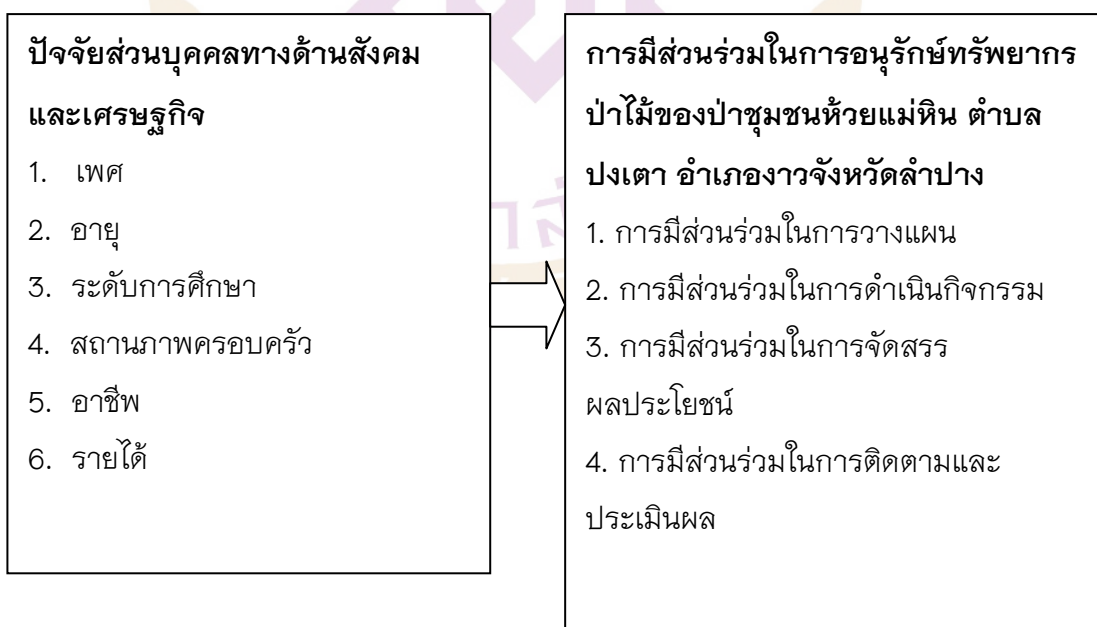 ปัจจัยส่วนบุคคลทางด้านสังคม
และเศรษฐกิจ
1. เพศ
2. อายุ
3. ระดับการศึกษา
4. สถานภาพครอบครัว
5. อาชีพ
6. รายได้
การมีส่วนร่วมในการอนุรักษ์ทรัพยากร
ป่าไม้ของป่าชุมชนห้วยแม่หิน ตำบล
ปงเตา อำเภองาวจังหวัดลำปาง
1. การมีส่วนร่วมในการวางแผน
2. การมีส่วนร่วมในการดำเนินกิจกรรม
3. การมีส่วนร่วมในการจัดสรร
ผลประโยชน์
4. การมีส่วนร่วมในการติดตามและ
ประเมินผล